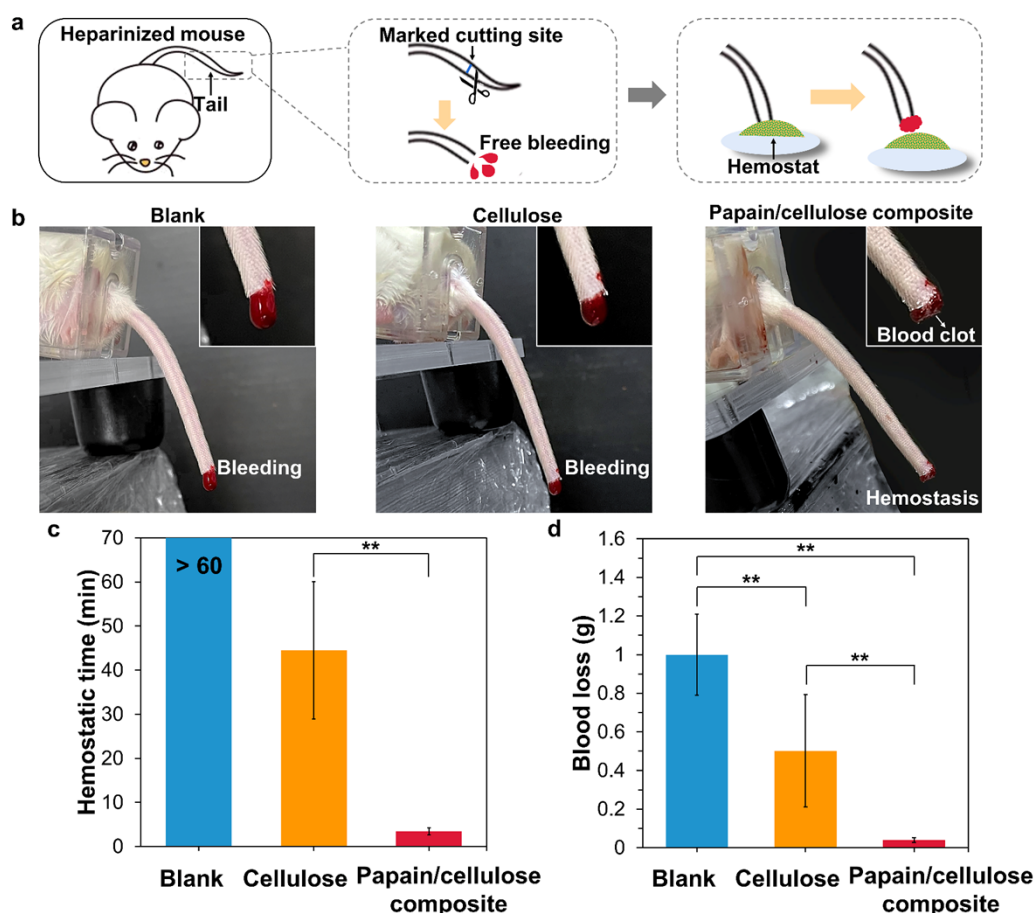 a
Heparinized mouse
Tail
Marked cutting site
Free bleeding
Hemostat
b
Blank
Bleeding
Cellulose
Bleeding
Papain/cellulose composite
Blood clot
Hemostasis
c
Hemostatic time (min)
70
60
50
40
30
20
10
0
> 60
**
Blank
Cellulose
Papain/cellulose
composite
d
Blood loss (g)
1.6
1.4
1.2
1
0.8
0.6
0.4
0.2
0
**
**
**
Blank
Cellulose
Papain/cellulose
composite